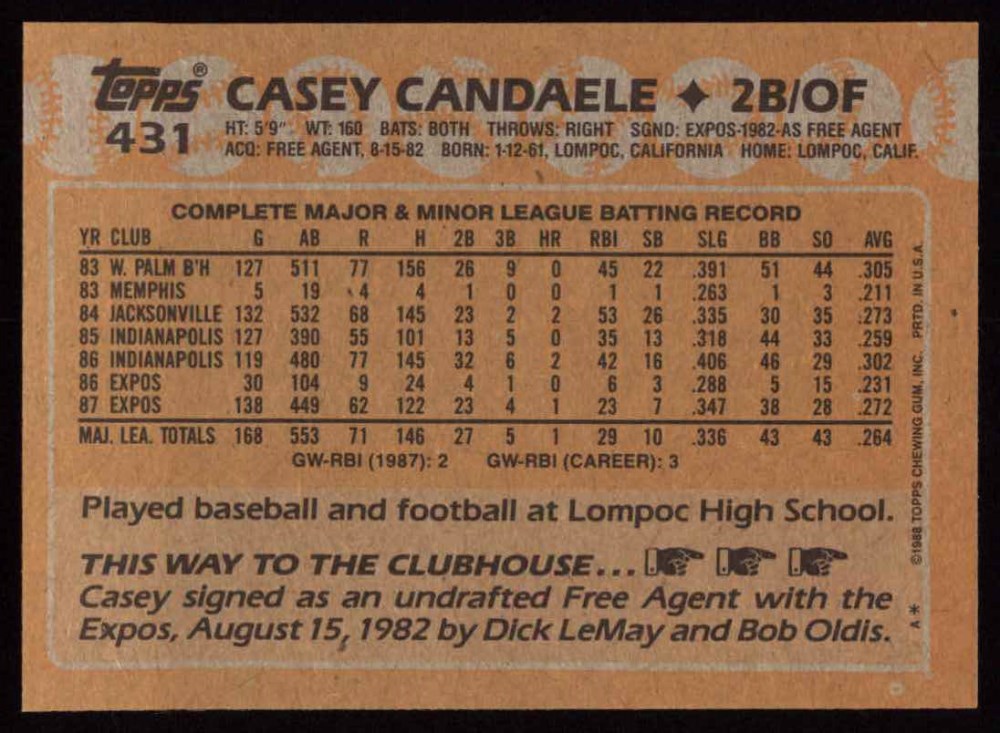 Topps® CASEY CANDAELE ✦ 2B/OF
431 HT: 5'9" WT: 160 BATS: BOTH THROWS: RIGHT SGND: EXPOS-1982-AS FREE AGENT
ACQ: FREE AGENT, 8-15-82 BORN: 1-12-61, LOMPOC, CALIFORNIA HOME: LOMPOC, CALIF.
COMPLETE MAJOR & MINOR LEAGUE BATTING RECORD
YR CLUB G AB R H 2B 3B HR RBI SB SLG BB SO AVG
83 W. PALM B'H 127 511 77 156 26 9 0 45 22 .391 51 44 .305
83 MEMPHIS 5 19 4 4 1 0 0 1 1 .263 1 3 .211
84 JACKSONVILLE 132 532 68 145 23 2 2 53 26 .335 30 35 .273
85 INDIANAPOLIS 127 390 55 101 13 5 0 35 13 .318 44 33 .259
86 INDIANAPOLIS 119 480 77 145 32 6 2 42 16 .406 46 29 .302
86 EXPOS 30 104 9 24 4 1 0 6 3 .288 5 15 .231
87 EXPOS 138 449 62 122 23 4 1 23 7 .347 38 28 .272
MAJ. LEA. TOTALS 168 553 71 146 27 5 1 29 10 .336 43 43 .264
GW-RBI (1987): 2 GW-RBI (CAREER): 3
Played baseball and football at Lompoc High School.
THIS WAY TO THE CLUBHOUSE...
Casey signed as an undrafted Free Agent with the
Expos, August 15, 1982 by Dick LeMay and Bob Oldis.
A* ©1988 TOPPS CHEWING GUM, INC. PRTD. IN U.S.A.